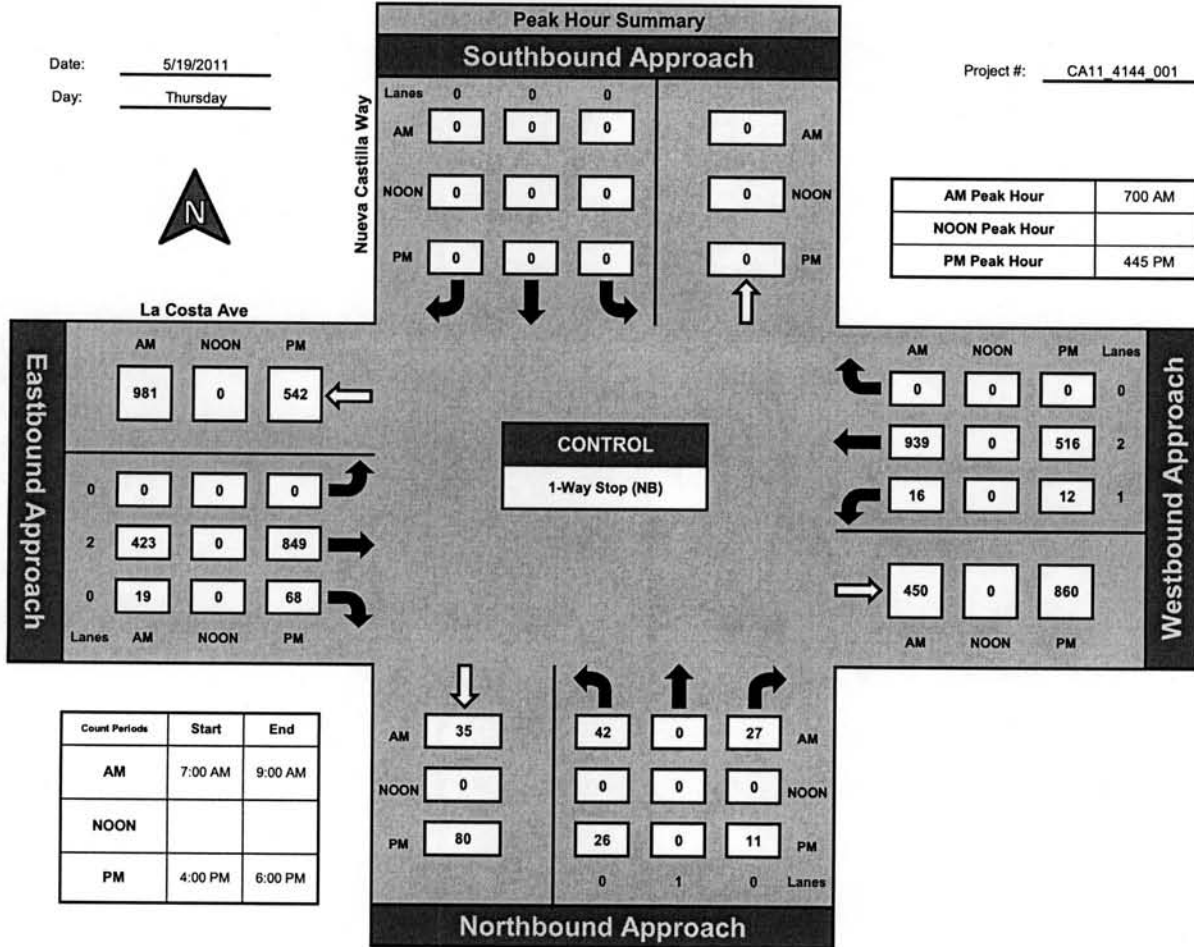 Peak Hour Summary
Southbound Approach
Date: 5/19/2011
Day: Thursday
Project #: CA11_4144_001
N
Nueva Castilla Way
Lanes 0 0 0
AM 0 0 0 0 AM
NOON 0 0 0 0 NOON
PM 0 0 0 0 PM
AM Peak Hour 700 AM
NOON Peak Hour
PM Peak Hour 445 PM
La Costa Ave
Eastbound Approach
AM NOON PM
981 0 542
0 0 0 0
2 423 0 849
0 19 0 68
Lanes AM NOON PM
CONTROL
1-Way Stop (NB)
AM NOON PM Lanes
0 0 0 0
939 0 516 2
16 0 12 1
450 0 860
AM NOON PM
Westbound Approach
Count Periods Start End
AM 7:00 AM 9:00 AM
NOON
PM 4:00 PM 6:00 PM
AM 35 42 0 27 AM
NOON 0 0 0 0 NOON
PM 80 26 0 11 PM
0 1 0 Lanes
Northbound Approach